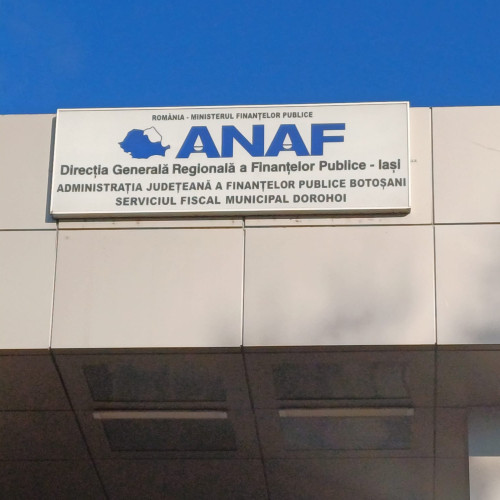 ROMÂNIA - MINISTERUL FINANȚELOR PUBLICE
ANAF
Direcția Generală Regională a Finanțelor Publice - Iași
ADMINISTRAȚIA JUDEȚEANĂ A FINANȚELOR PUBLICE BOTOȘANI
SERVICIUL FISCAL MUNICIPAL DOROHOI